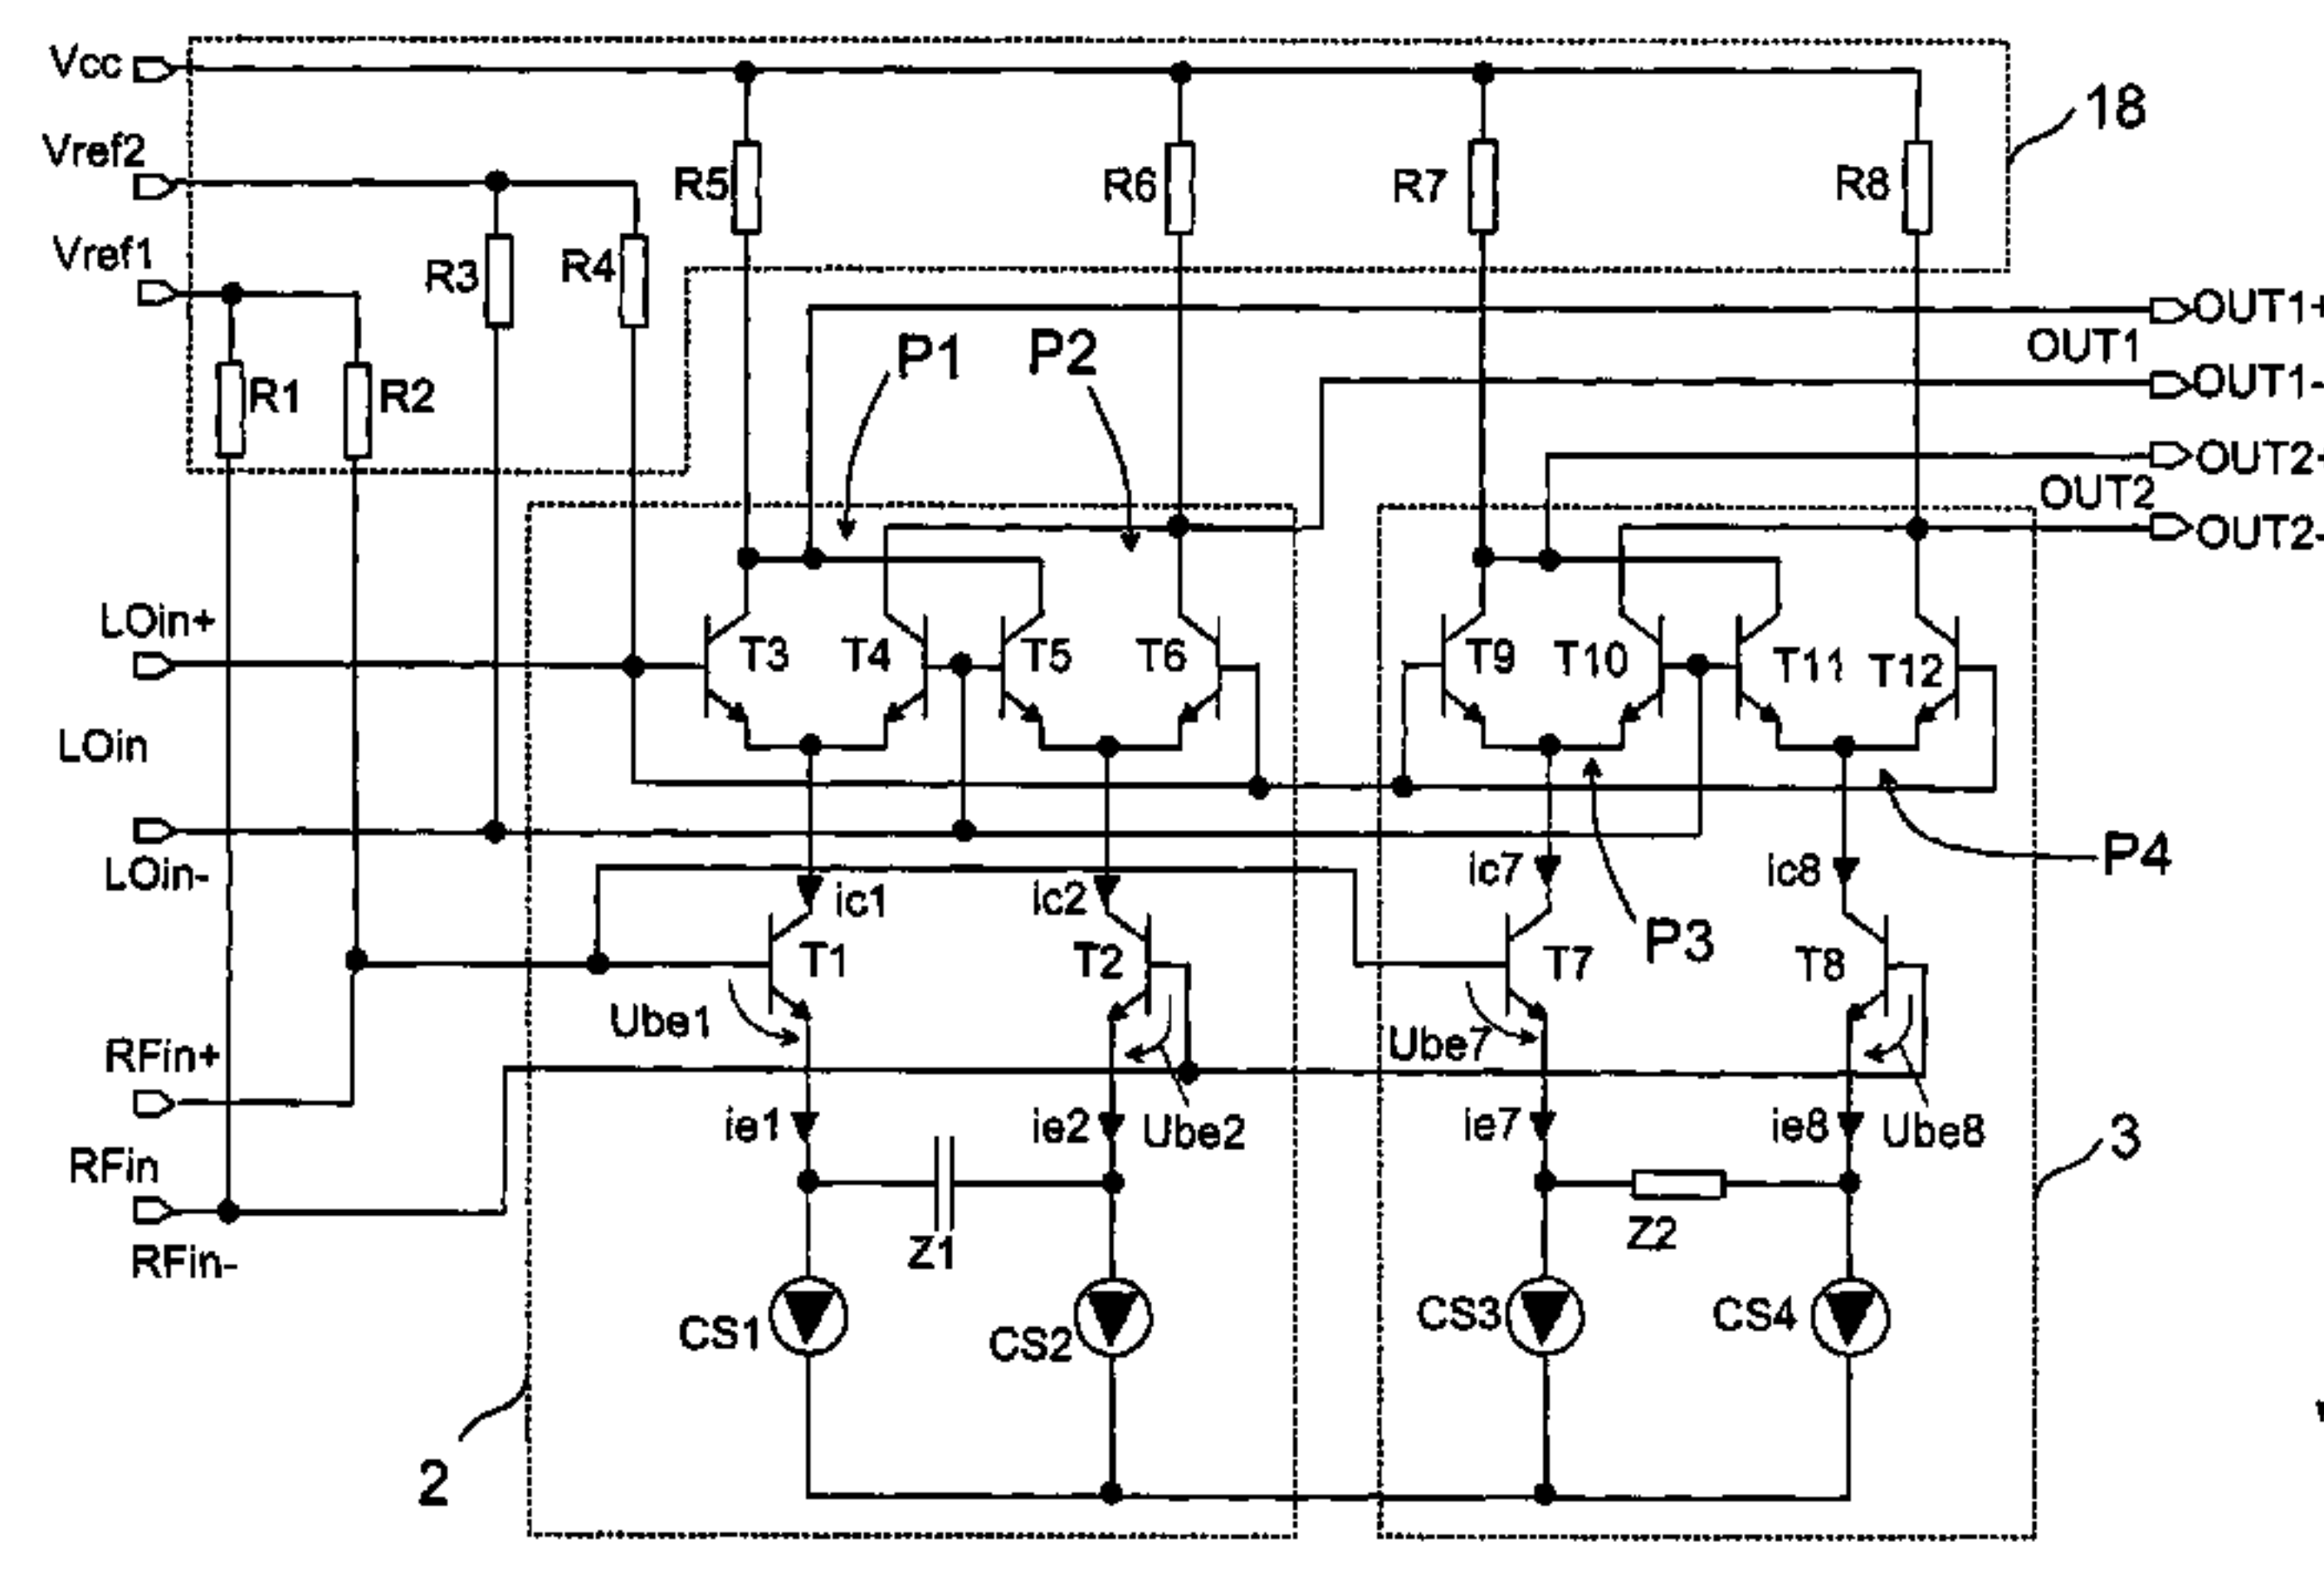 Vcc
18
Vref2
R5
R6
R7
R8
Vref1
R3
R4
OUT1+
OUT1
P1
P2
OUT1-
R1
R2
OUT2-
OUT2
OUT2-
LOin+
T3
T4
T5
T6
T9
T10
T11
T12
LOin
LOin-
ic1
ic2
ic7
ic8
P4
P3
T1
T2
T7
T8
Ube1
Ube7
RFin+
ie1
ie2
Ube2
ie7
ie8
Ube8
3
RFin
Z1
Z2
RFin-
CS1
CS2
CS3
CS4
2